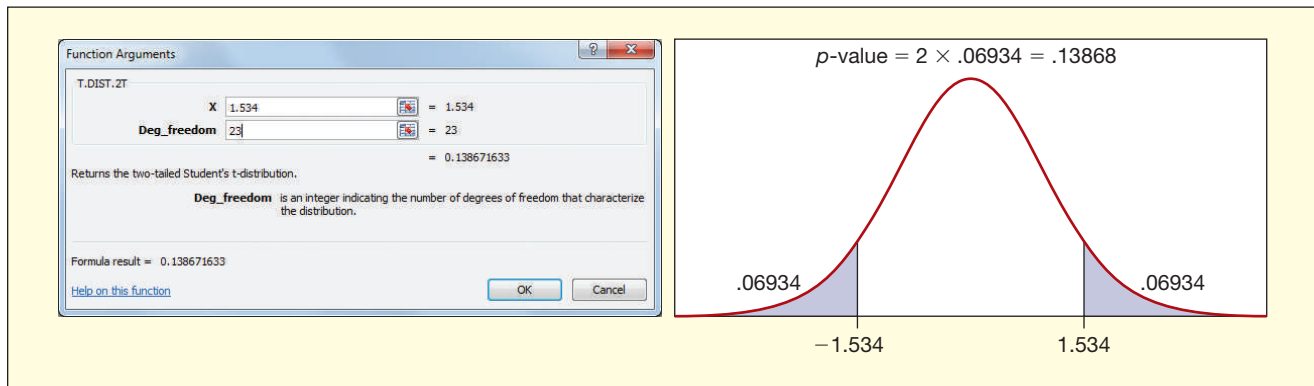 Function Arguments
T.DIST.2T
X 1.534 = 1.534
Deg_freedom 23 = 23
= 0.138671633
Returns the two-tailed Student's t-distribution.
Deg_freedom is an integer indicating the number of degrees of freedom that characterize
the distribution.
Formula result = 0.138671633
Help on this function
OK Cancel
p-value = 2 × .06934 = .13868
.06934 .06934
−1.534 1.534